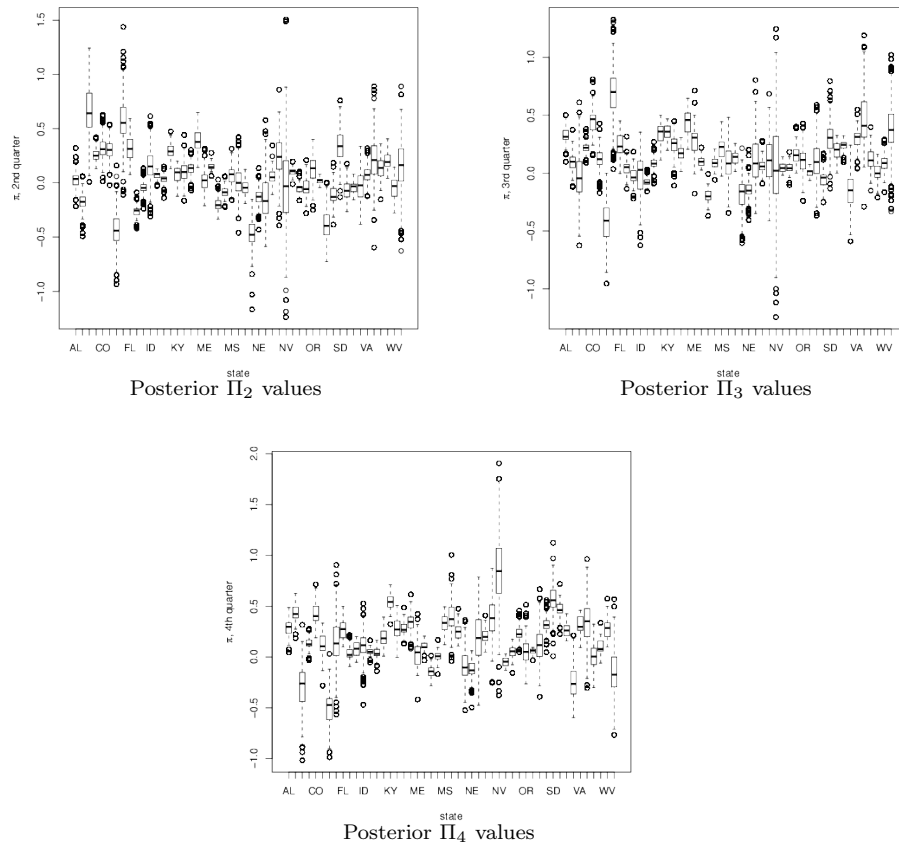 π, 2nd quarter
1.5
1.0
0.5
0.0
−0.5
−1.0
AL CO FL ID KY ME MS NE NV OR SD VA WV
state
Posterior Π₂ values
π, 3rd quarter
1.0
0.5
0.0
−0.5
−1.0
AL CO FL ID KY ME MS NE NV OR SD VA WV
state
Posterior Π₃ values
π, 4th quarter
2.0
1.5
1.0
0.5
0.0
−0.5
−1.0
AL CO FL ID KY ME MS NE NV OR SD VA WV
state
Posterior Π₄ values